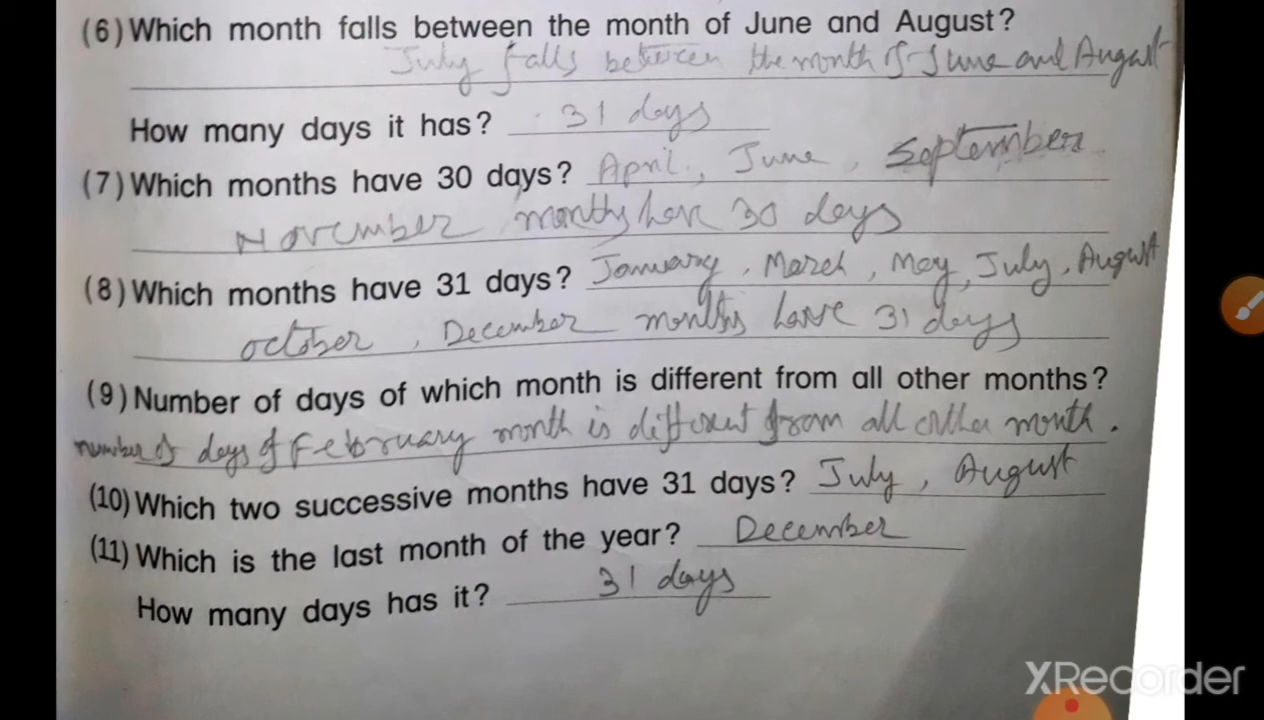 (6) Which month falls between the month of June and August?
July falls between the month of June and August
How many days it has? 31 days
(7) Which months have 30 days? April, June, September
November months have 30 days
(8) Which months have 31 days? January, March, May, July, August
october, December months have 31 days
(9) Number of days of which month is different from all other months?
number of days of February month is different from all other month.
(10) Which two successive months have 31 days? July, August
(11) Which is the last month of the year? December
How many days has it? 31 days
XRecorder